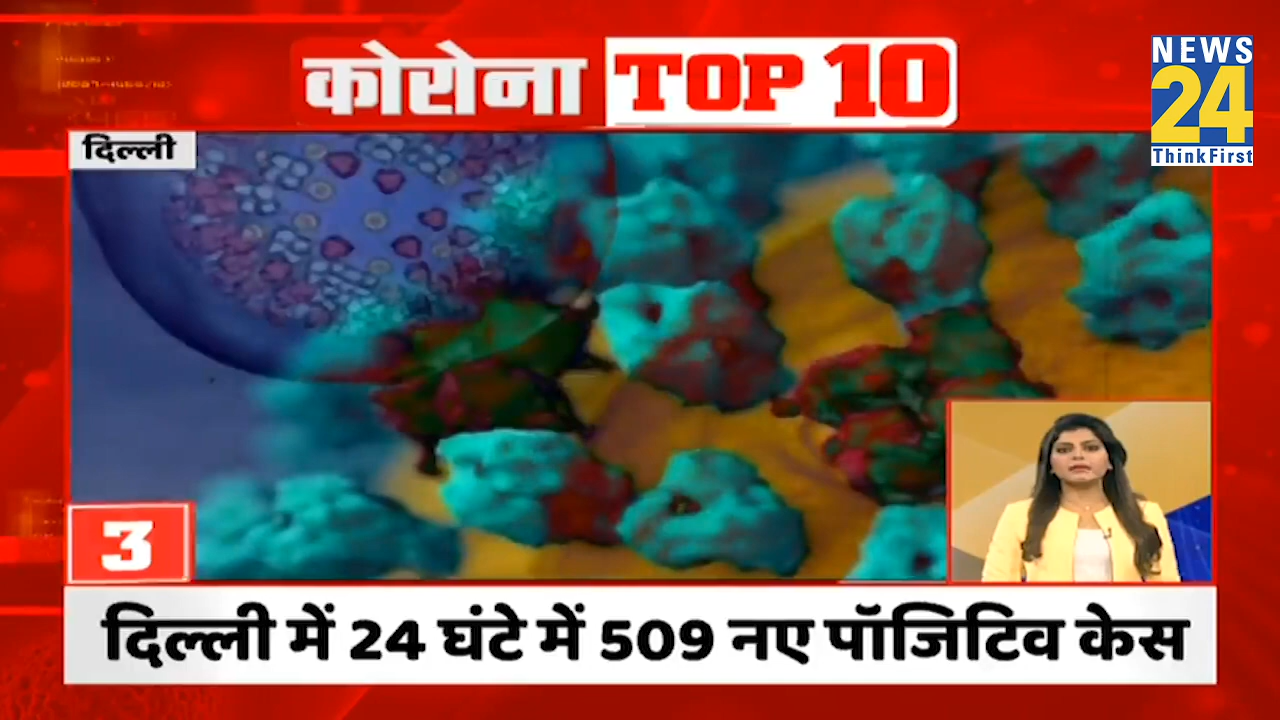 कोरोना TOP 10
NEWS
24
ThinkFirst
दिल्ली
3
दिल्ली में 24 घंटे में 509 नए पॉजिटिव केस